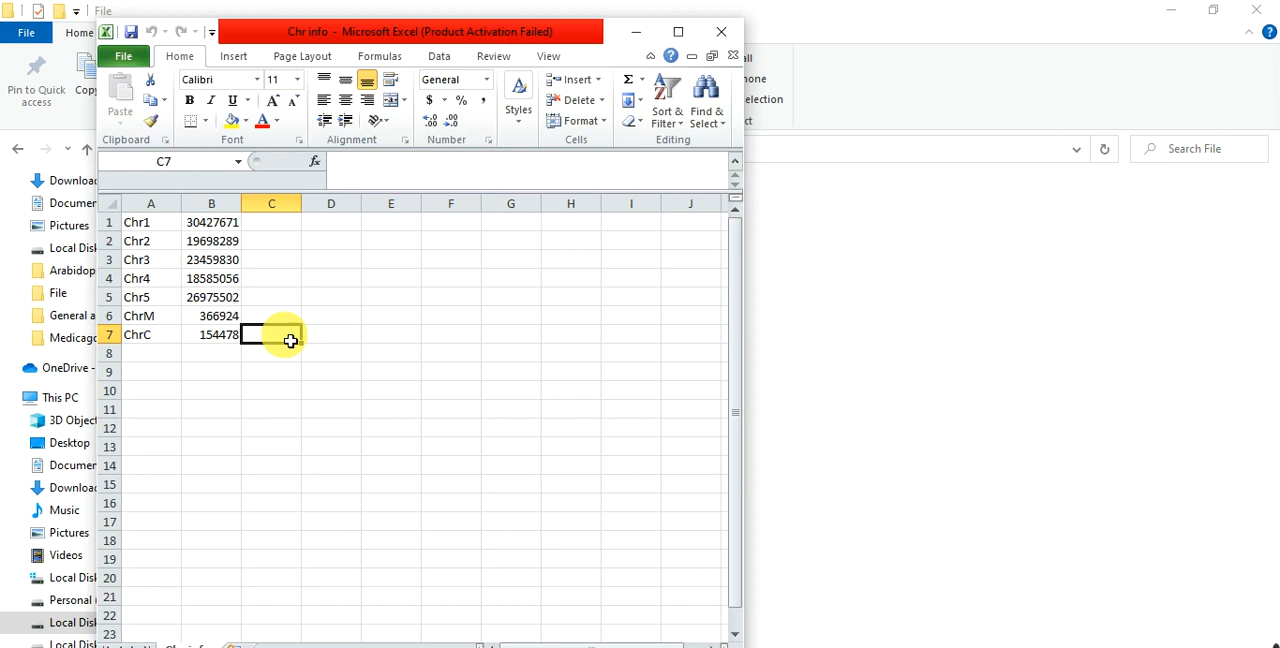 File
Chr info - Microsoft Excel (Product Activation Failed)
File Home
File Home Insert Page Layout Formulas Data Review View
Pin to Quick access
Copy
Paste
Clipboard
Calibri 11
B I U
Font
Alignment
General
$ % ,
Number
Styles
Insert
Delete
Format
Cells
Σ
Sort & Filter
Find & Select
Editing
C7
fx
Search File
A B C D E F G H I J
1 Chr1 30427671
2 Chr2 19698289
3 Chr3 23459830
4 Chr4 18585056
5 Chr5 26975502
6 ChrM 366924
7 ChrC 154478
8
9
10
11
12
13
14
15
16
17
18
19
20
21
22
23
Downloa
Documen
Pictures
Local Disk
Arabidop
File
General a
Medicago
OneDrive -
This PC
3D Object
Desktop
Documen
Downloa
Music
Pictures
Videos
Local Disk
Personal (
Local Disk
Local Disk